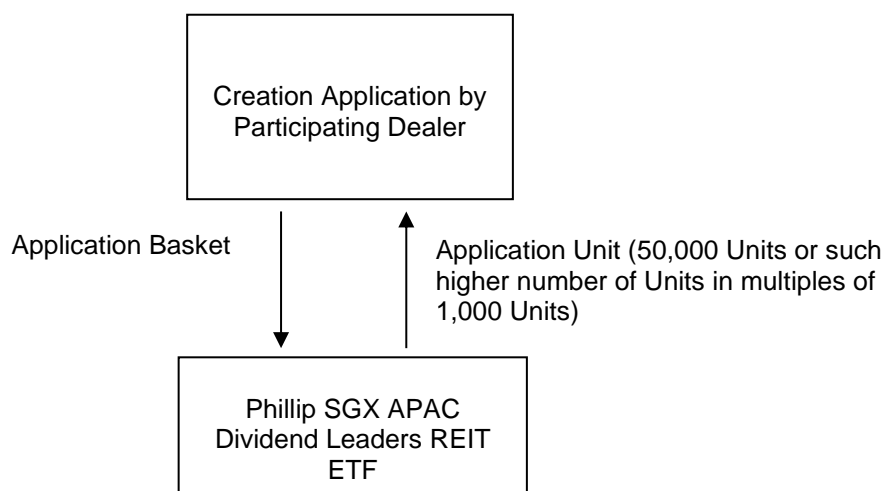 Creation Application by
Participating Dealer
Application Basket
Application Unit (50,000 Units or such
higher number of Units in multiples of
1,000 Units)
Phillip SGX APAC
Dividend Leaders REIT
ETF